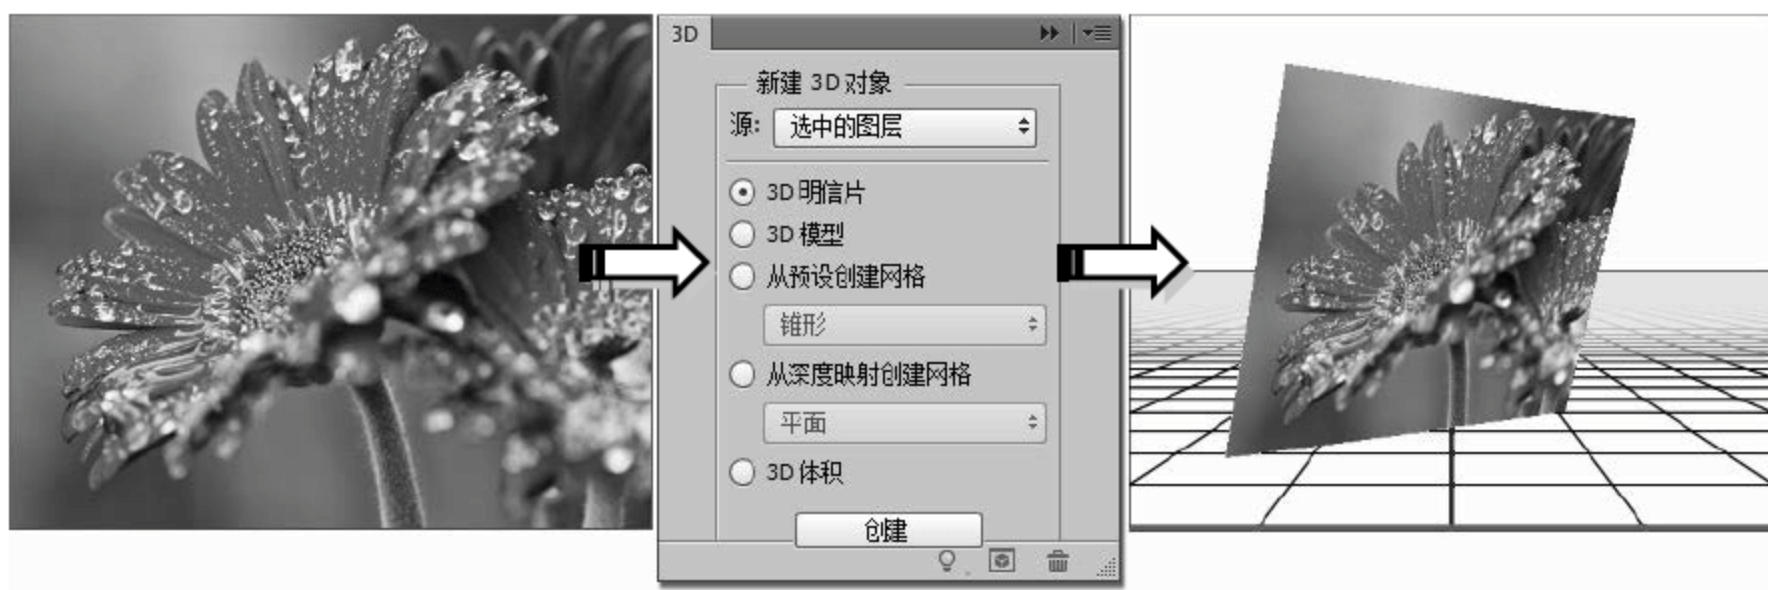 3D
新建 3D 对象
源: 选中的图层
3D 明信片
3D 模型
从预设创建网格
锥形
从深度映射创建网格
平面
3D 体积
创建